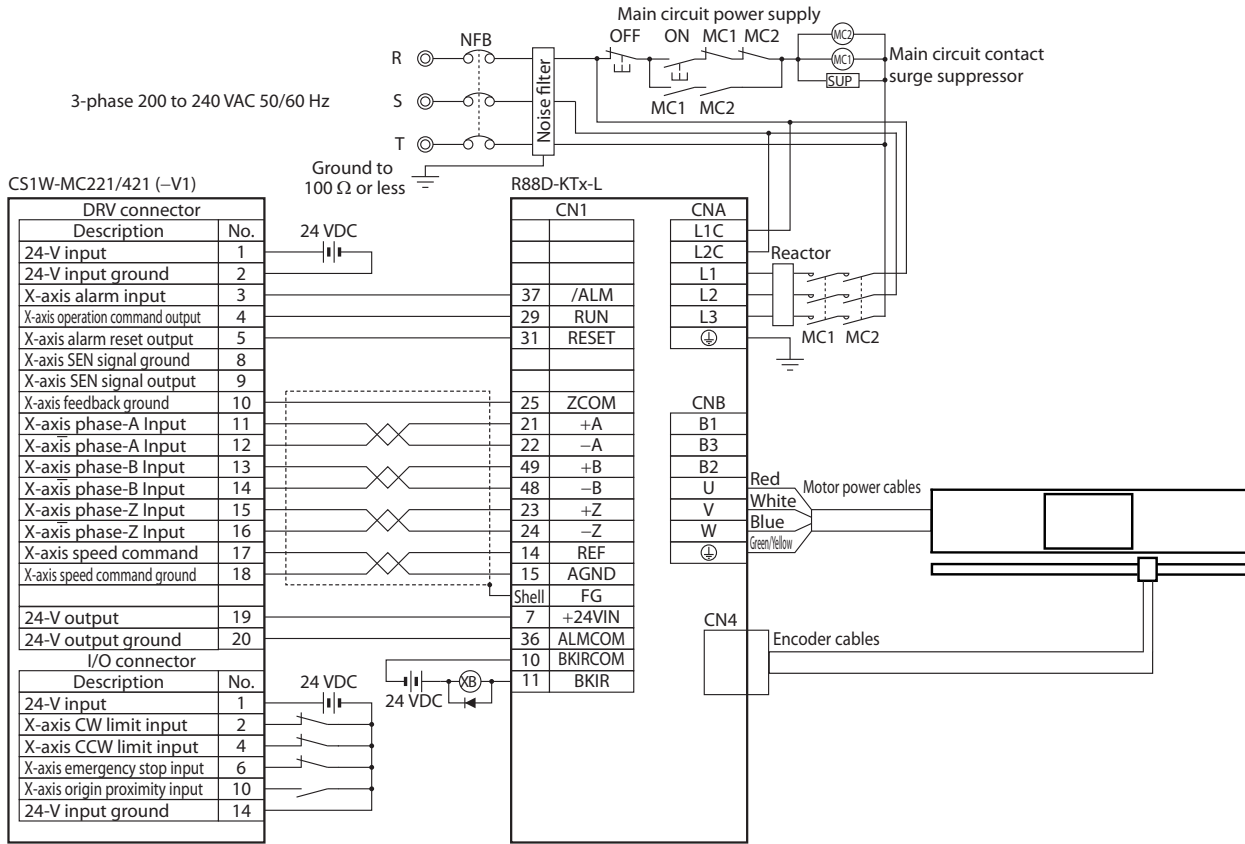 Main circuit power supply
OFF ON MC1 MC2
MC2
NFB
R
MC1
Main circuit contact
surge suppressor
SUP
Noise filter
3-phase 200 to 240 VAC 50/60 Hz
S
MC1 MC2
T
Ground to
100 Ω or less
CS1W-MC221/421 (−V1)
R88D-KTx-L
DRV connector
Description No.
24-V input 1
24-V input ground 2
X-axis alarm input 3
X-axis operation command output 4
X-axis alarm reset output 5
X-axis SEN signal ground 8
X-axis SEN signal output 9
X-axis feedback ground 10
X-axis phase-A Input 11
X-axis phase-A Input 12
X-axis phase-B Input 13
X-axis phase-B Input 14
X-axis phase-Z Input 15
X-axis phase-Z Input 16
X-axis speed command 17
X-axis speed command ground 18
24-V output 19
24-V output ground 20
I/O connector
Description No.
24-V input 1
X-axis CW limit input 2
X-axis CCW limit input 4
X-axis emergency stop input 6
X-axis origin proximity input 10
24-V input ground 14
24 VDC
24 VDC
24 VDC
XB
CN1
37 /ALM
29 RUN
31 RESET
25 ZCOM
21 +A
22 −A
49 +B
48 −B
23 +Z
24 −Z
14 REF
15 AGND
Shell FG
7 +24VIN
36 ALMCOM
10 BKIRCOM
11 BKIR
CNA
L1C
L2C
L1
L2
L3
Reactor
MC1 MC2
CNB
B1
B3
B2
U
V
W
Red
White
Blue
Green/Yellow
Motor power cables
CN4
Encoder cables